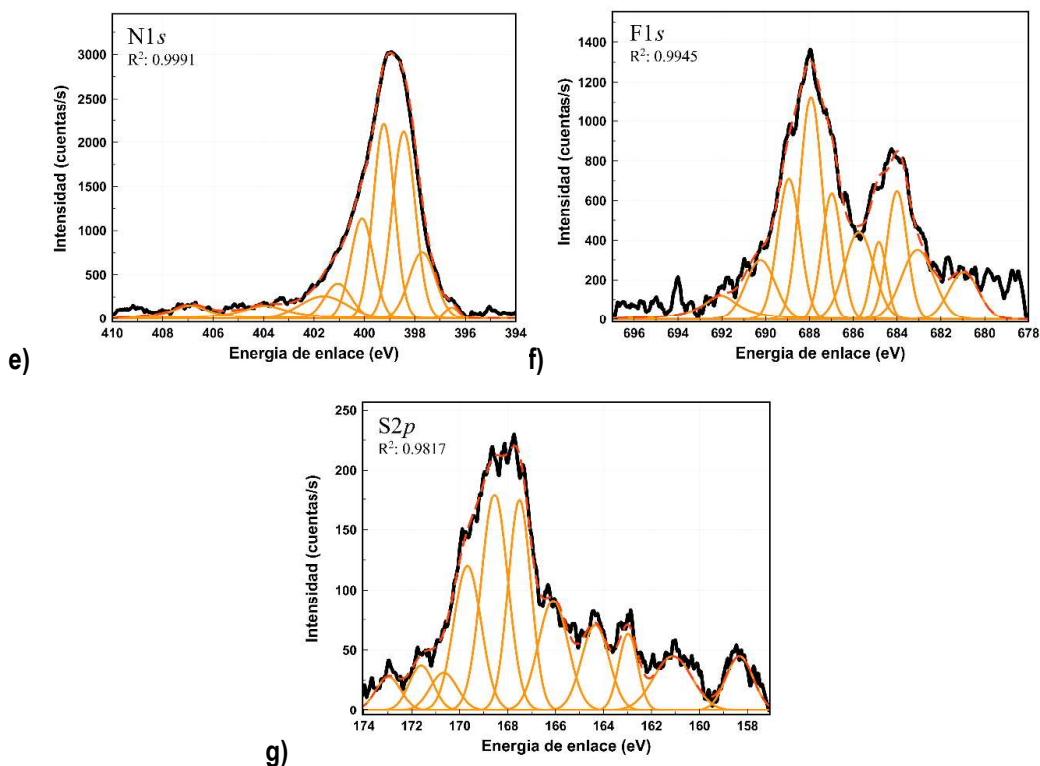 N1s
R²: 0.9991
Intensidad (cuentas/s)
3000
2500
2000
1500
1000
500
0
410 408 406 404 402 400 398 396 394
Energia de enlace (eV)
e)
F1s
R²: 0.9945
Intensidad (cuentas/s)
1400
1200
1000
800
600
400
200
0
696 694 692 690 688 686 684 682 680 678
Energia de enlace (eV)
f)
S2p
R²: 0.9817
Intensidad (cuentas/s)
250
200
150
100
50
0
174 172 170 168 166 164 162 160 158
Energia de enlace (eV)
g)